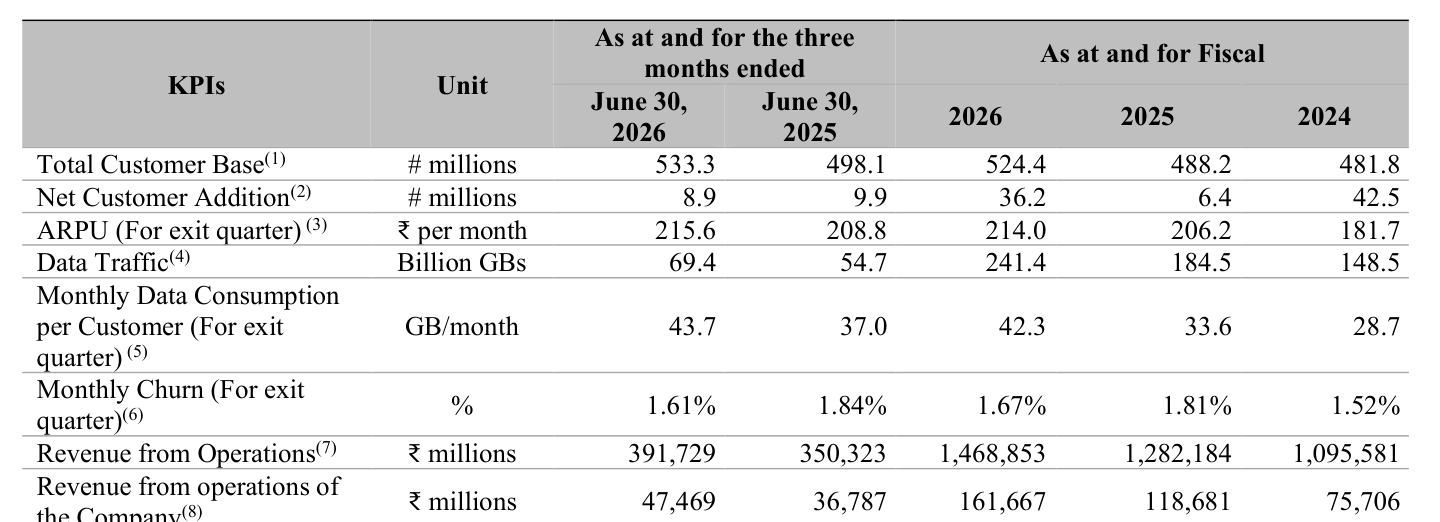 KPIs Unit As at and for the three months ended As at and for Fiscal
June 30, 2026 June 30, 2025 2026 2025 2024
Total Customer Base(1) # millions 533.3 498.1 524.4 488.2 481.8
Net Customer Addition(2) # millions 8.9 9.9 36.2 6.4 42.5
ARPU (For exit quarter) (3) ₹ per month 215.6 208.8 214.0 206.2 181.7
Data Traffic(4) Billion GBs 69.4 54.7 241.4 184.5 148.5
Monthly Data Consumption
per Customer (For exit GB/month 43.7 37.0 42.3 33.6 28.7
quarter) (5)
Monthly Churn (For exit
quarter)(6) % 1.61% 1.84% 1.67% 1.81% 1.52%
Revenue from Operations(7) ₹ millions 391,729 350,323 1,468,853 1,282,184 1,095,581
Revenue from operations of
the Company(8) ₹ millions 47,469 36,787 161,667 118,681 75,706